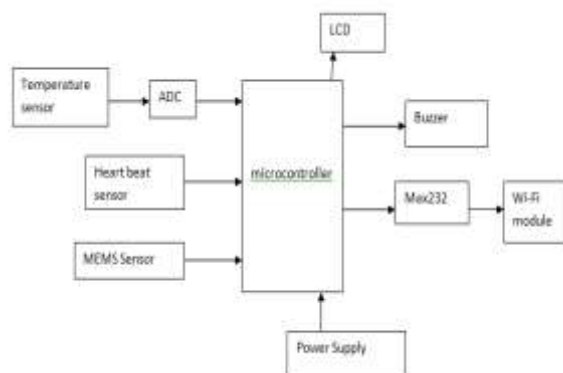 LCD
Temperature
sensor
ADC
Buzzer
Heart beat
sensor
microcontroller
Max232
Wi-Fi
module
MEMS Sensor
Power Supply